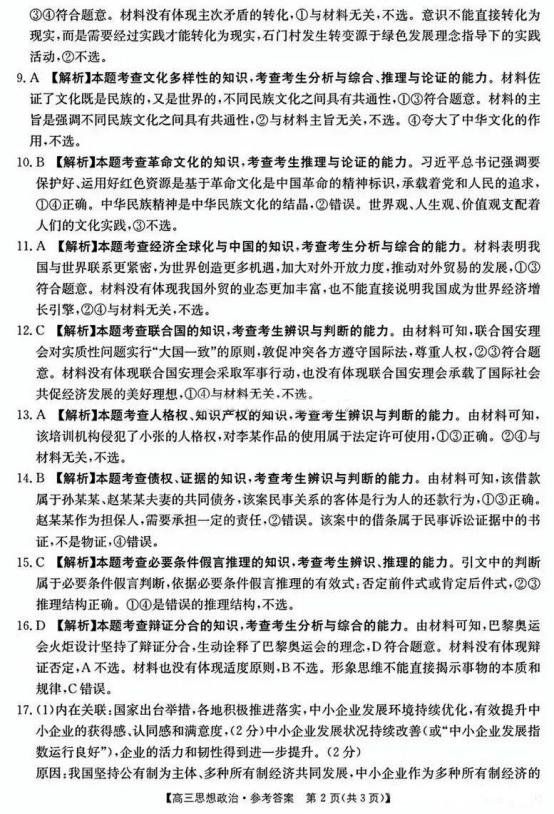 ③④符合题意。材料没有体现主次矛盾的转化,①与材料无关,不选。意识不能直接转化为
现实,而是需要经过实践才能转化为现实,石门村发生转变源于绿色发展理念指导下的实践
活动,②不选。
9. A 【解析】本题考查文化多样性的知识,考查考生分析与综合、推理与论证的能力。材料佐
证了文化既是民族的,又是世界的,不同民族文化之间具有共通性,①③符合题意。材料的主
旨是强调不同民族文化之间具有共通性,②与材料主旨无关,不选。④夸大了中华文化的作
用,不选。
10. B 【解析】本题考查革命文化的知识,考查考生推理与论证的能力。习近平总书记强调要
保护好、运用好红色资源是基于革命文化是中国革命的精神标识,承载着党和人民的追求,
①④正确。中华民族精神是中华民族文化的结晶,②错误。世界观、人生观、价值观支配着
人们的文化实践,③不选。
11. A 【解析】本题考查经济全球化与中国的知识,考查考生分析与综合的能力。材料表明我
国与世界联系更紧密,为世界创造更多机遇,加大对外开放力度,推动对外贸易的发展,①③
符合题意。材料没有体现我国外贸的业态更加丰富,也不能直接说明我国成为世界经济增
长引擎,②④与材料无关,不选。
12. C 【解析】本题考查联合国的知识,考查考生辨识与判断的能力。由材料可知,联合国安理
会对实质性问题实行“大国一致”的原则,敦促冲突各方遵守国际法,尊重人权,②③符合题
意。材料没有体现联合国安理会采取军事行动,也没有体现联合国安理会承载了国际社会
共促经济发展的美好理想,①④与材料无关,不选。
13. A 【解析】本题考查人格权、知识产权的知识,考查考生辨识与判断的能力。由材料可知,
该培训机构侵犯了小张的人格权,对李某作品的使用属于法定许可使用,①③正确。②④与
材料无关,不选。
14. B 【解析】本题考查债权、证据的知识,考查考生辨识与判断的能力。由材料可知,该借款
属于孙某某、赵某某夫妻的共同债务,该案民事关系的客体是行为人的还款行为,①③正确。
赵某某作为担保人,需要承担一定的责任,②错误。该案中的借条属于民事诉讼证据中的书
证,不是物证,④错误。
15. C 【解析】本题考查必要条件假言推理的知识,考查考生辨识、推理的能力。引文中的判断
属于必要条件假言判断,依据必要条件假言推理的有效式:否定前件式或肯定后件式,②③
推理结构正确。①④是错误的推理结构,不选。
16. D 【解析】本题考查辩证分合的知识,考查考生分析与综合的能力。由材料可知,巴黎奥运
会火炬设计坚持了辩证分合,生动诠释了巴黎奥运会的理念,D符合题意。材料没有体现辩
证否定,A不选。材料也没有体现适度原则,B不选。形象思维不能直接揭示事物的本质和
规律,C错误。
17. (1)内在关联:国家出台举措,各地积极推进落实,中小企业发展环境持续优化,有效提升中
小企业的获得感、认同感和满意度,(2分)中小企业发展状况持续改善(或“中小企业发展指
数运行良好”),企业的活力和韧性得到进一步提升。(2分)
原因:我国坚持公有制为主体、多种所有制经济共同发展,中小企业作为多种所有制经济的
【高三思想政治·参考答案 第2页(共3页)】